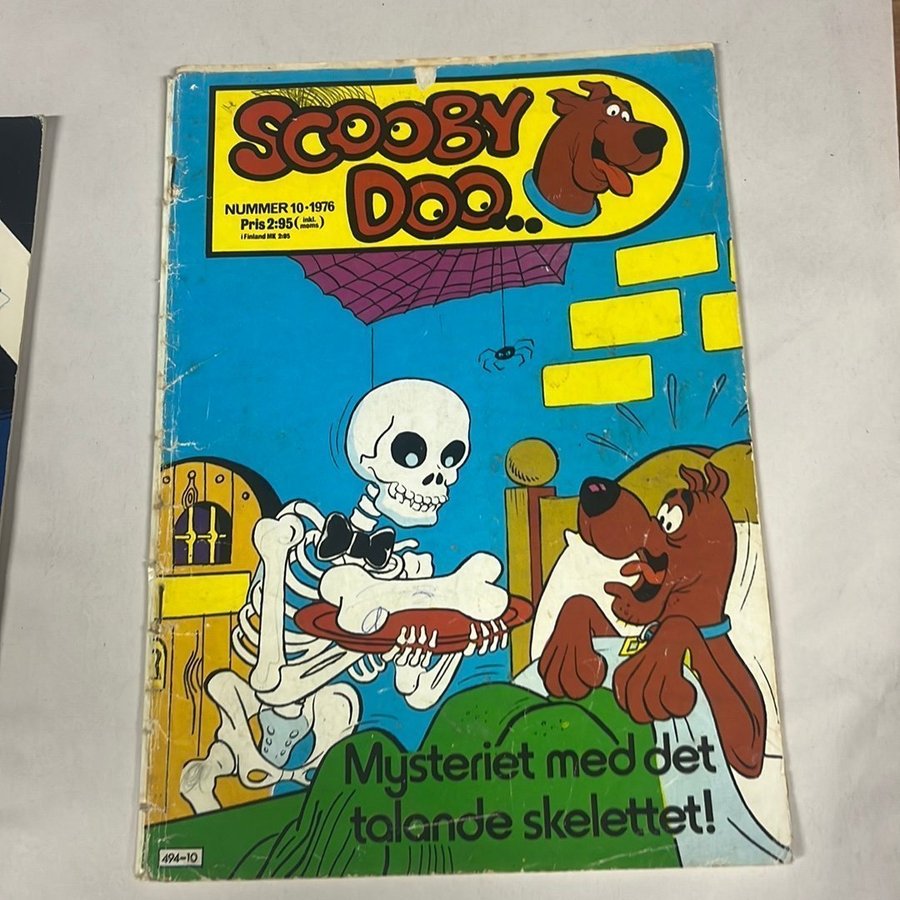 SCOOBY
DOO...
NUMMER 10-1976
Pris 2:95 (inkl. moms)
i Finland MK 2:95
Mysteriet med det
talande skelettet!
494-10